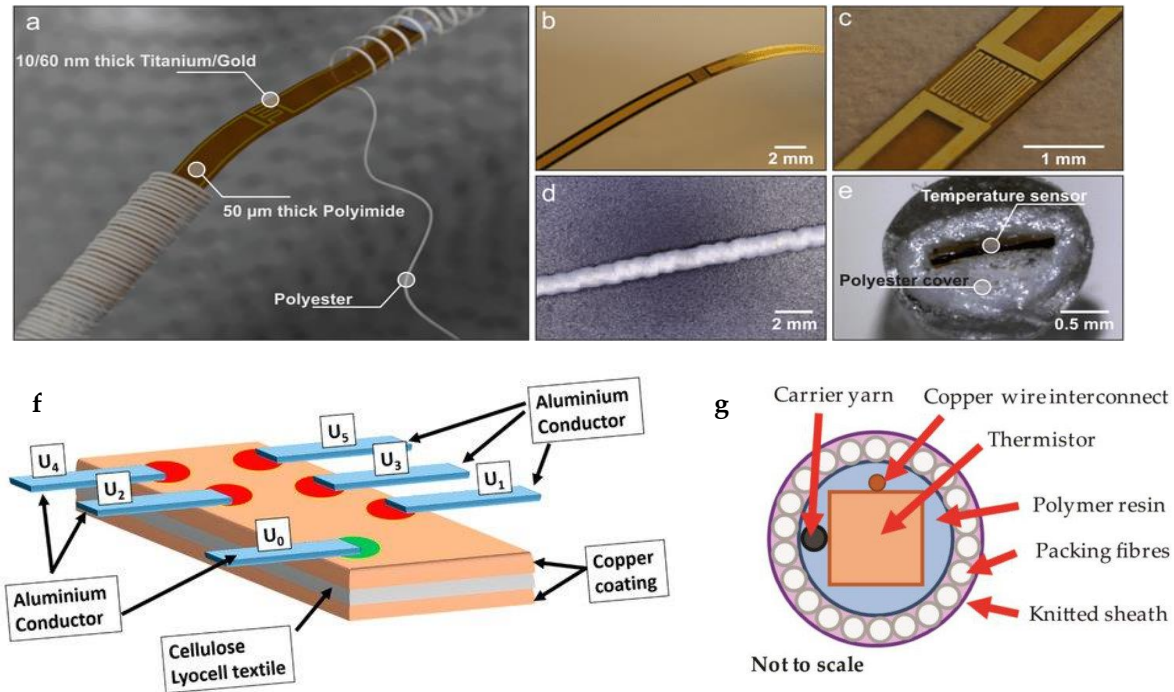 a
10/60 nm thick Titanium/Gold
50 µm thick Polyimide
Polyester
b
2 mm
c
1 mm
d
2 mm
e
Temperature sensor
Polyester cover
0.5 mm
f
U₄
U₂
U₀
U₅
U₃
U₁
Aluminium
Conductor
Aluminium
Conductor
Cellulose
Lyocell textile
Copper
coating
g
Carrier yarn
Copper wire interconnect
Thermistor
Polymer resin
Packing fibres
Knitted sheath
Not to scale